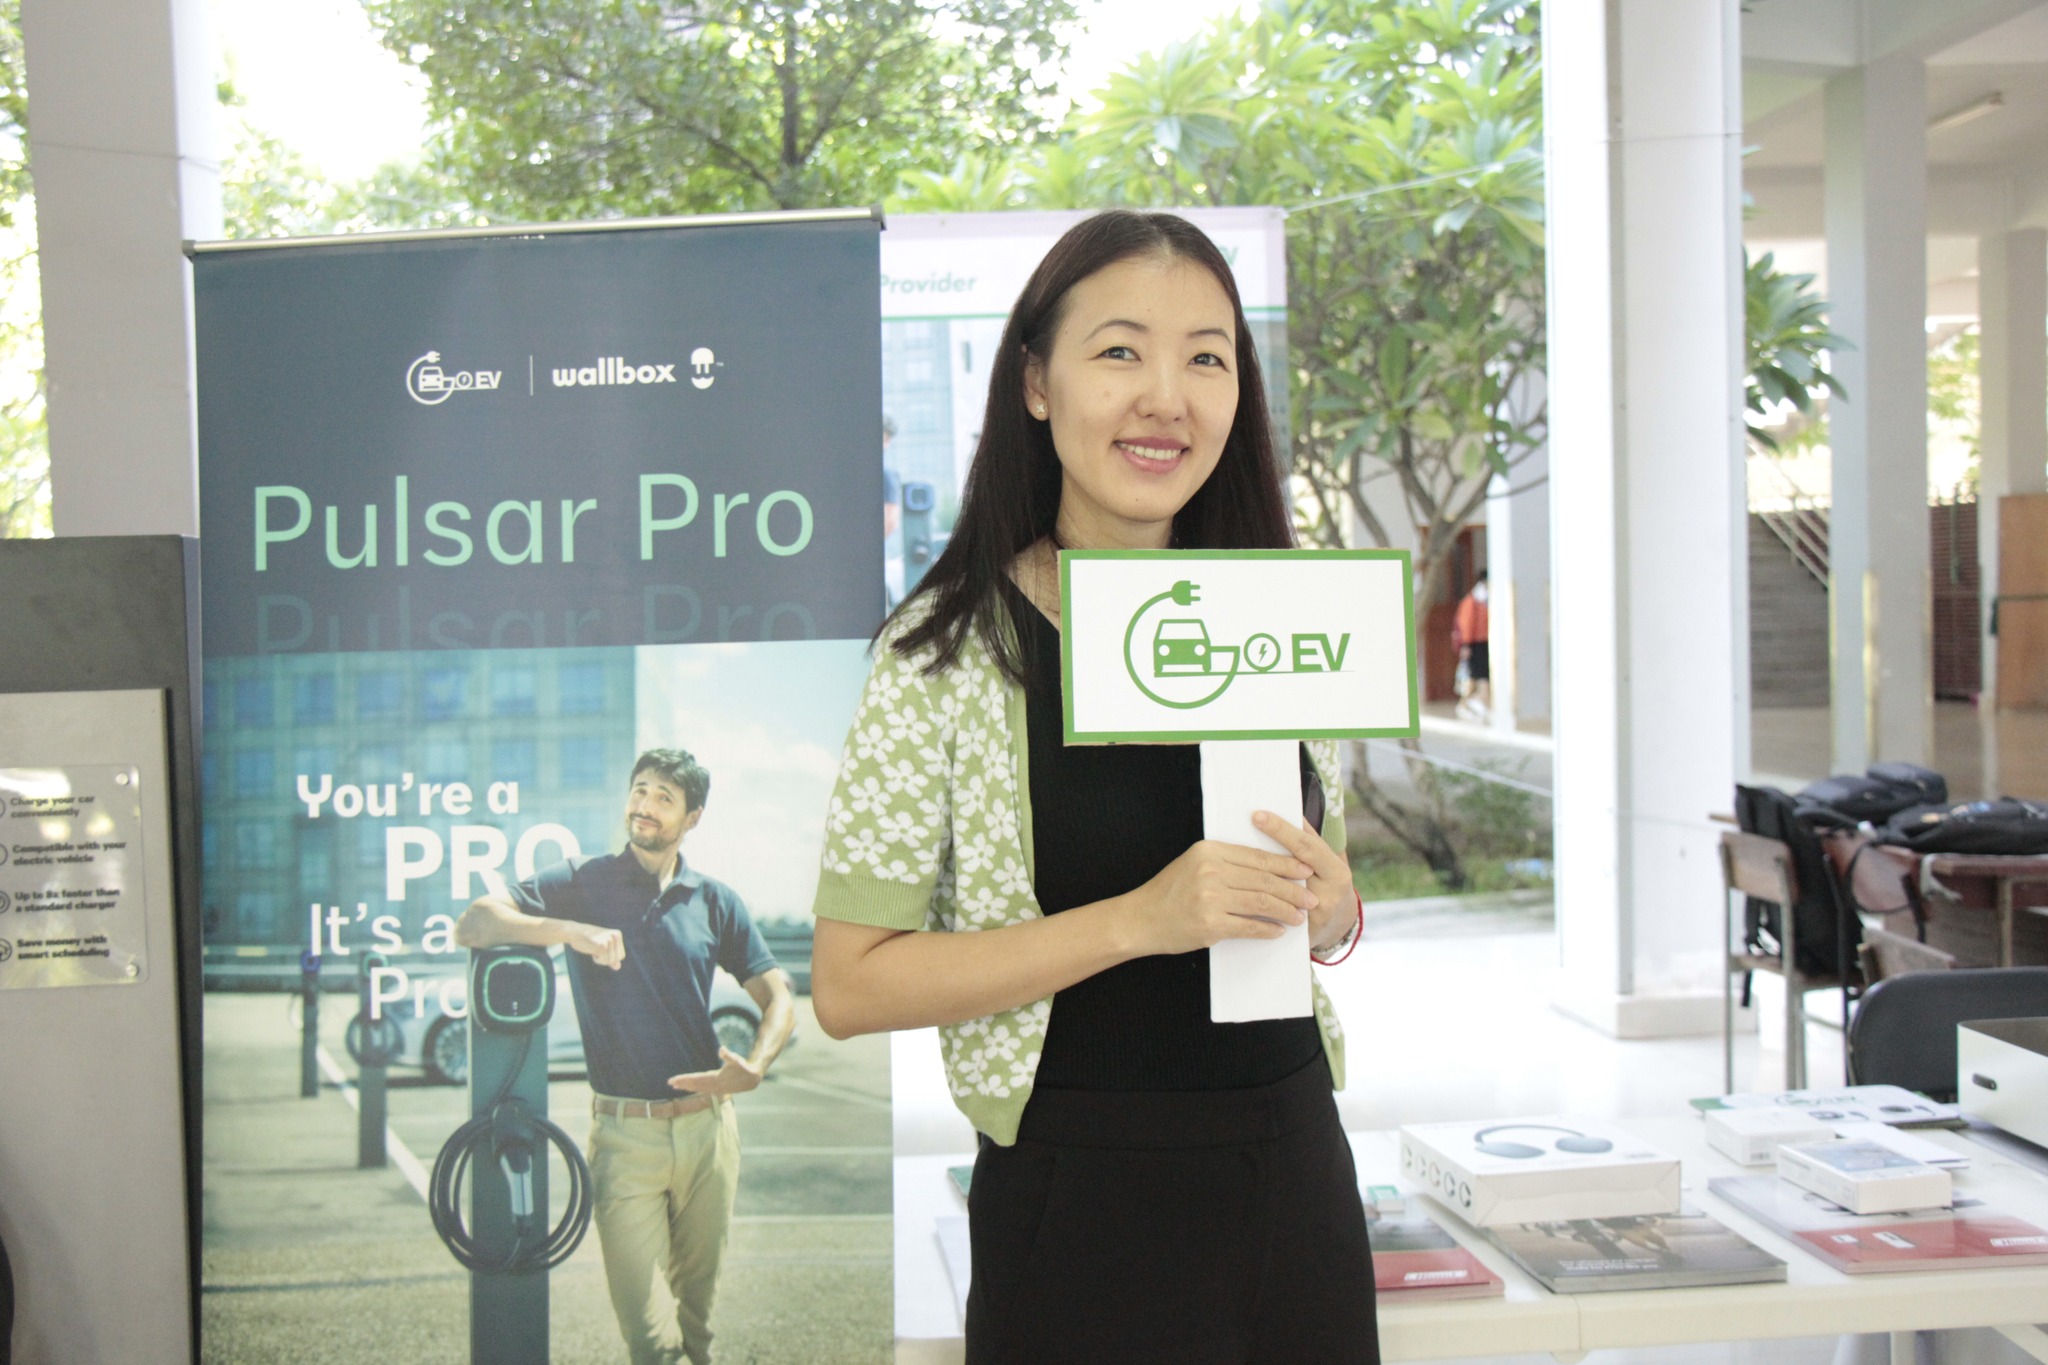 Charge your car
conveniently
Compatible with your
electric vehicle
Up to 8x faster than
a standard charger
Save money with
smart scheduling
EV
wallbox
Pulsar Pro
Pulsar Pro
You're a
PRO
It's a
Pro
Provider
EV